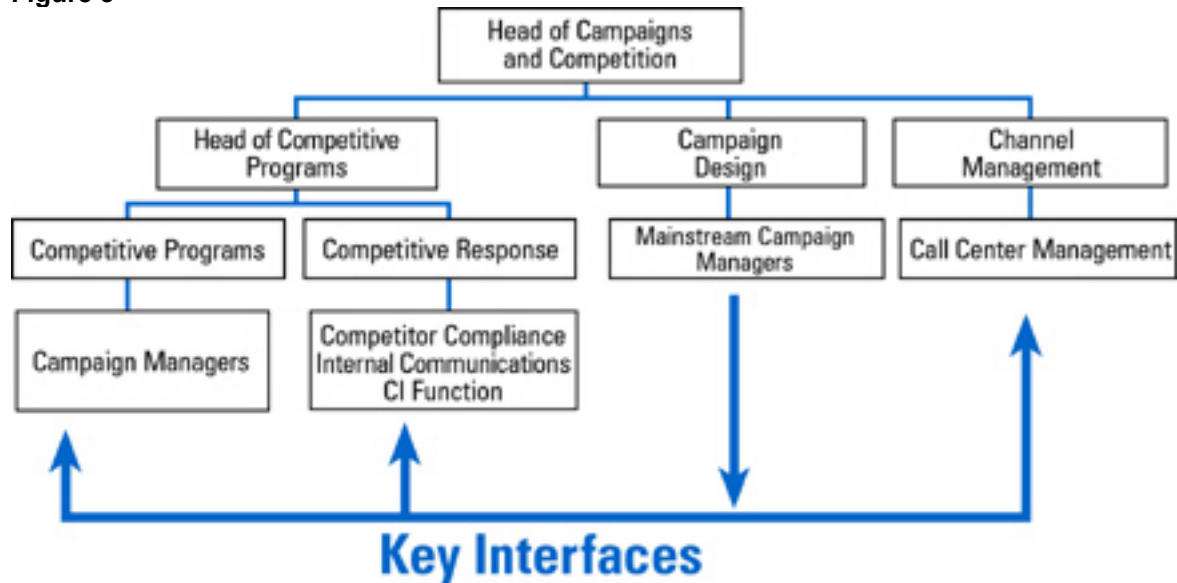 Head of Campaigns
and Competition
Head of Competitive
Programs
Campaign
Design
Channel
Management
Competitive Programs
Competitive Response
Mainstream Campaign
Managers
Call Center Management
Campaign Managers
Competitor Compliance
Internal Communications
CI Function
Key Interfaces